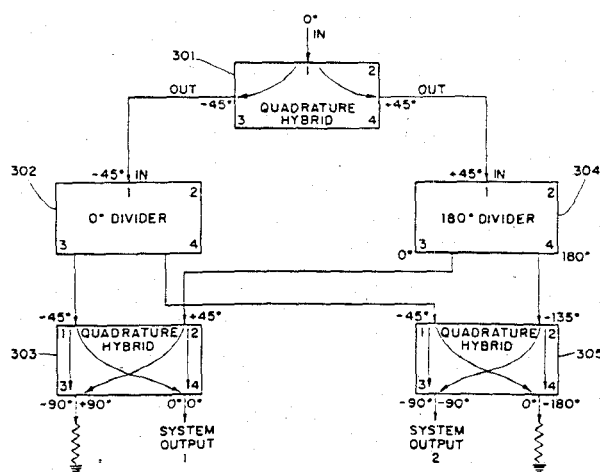 0°
IN
301
1 2
OUT OUT
-45° +45°
QUADRATURE
HYBRID
3 4
302
-45° IN
1 2
0° DIVIDER
3 4
304
+45° IN
1 2
180° DIVIDER
3 4
0° 180°
-45° +45°
1 QUADRATURE 2
HYBRID
303
3 4
-90° +90° 0° 0°
SYSTEM
OUTPUT
1
-45° -135°
1 QUADRATURE 2
HYBRID
305
3 4
-90° -90° 0° -180°
SYSTEM
OUTPUT
2